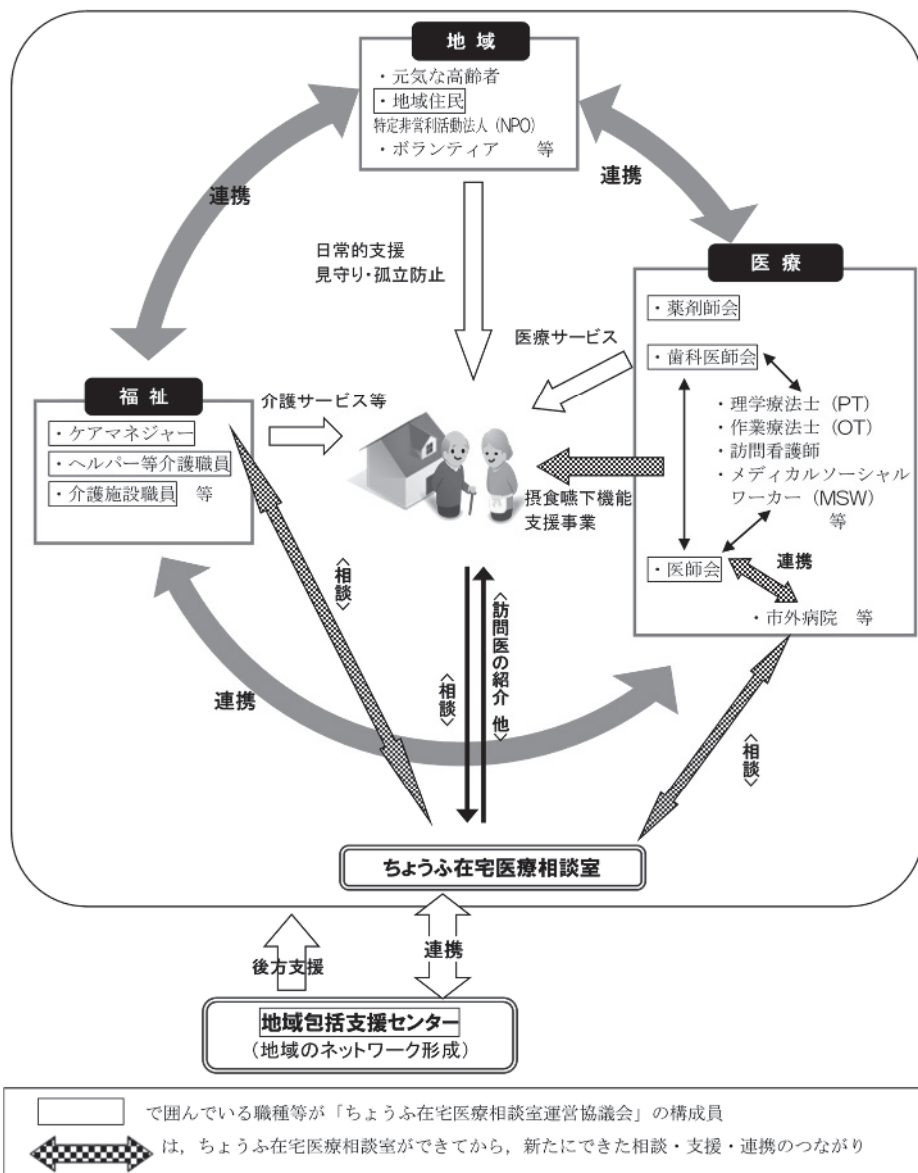 地域
・元気な高齢者
・地域住民
特定非営利活動法人（NPO）
・ボランティア　等
連携
連携
日常的支援
見守り・孤立防止
医療
・薬剤師会
・歯科医師会
・理学療法士（PT）
・作業療法士（OT）
・訪問看護師
・メディカルソーシャル
ワーカー（MSW）
等
・医師会
連携
・市外病院　等
医療サービス
福祉
・ケアマネジャー
・ヘルパー等介護職員
・介護施設職員　等
介護サービス等
摂食嚥下機能
支援事業
〈相談〉
連携
〈相談〉
〈訪問医の紹介 他〉
〈相談〉
ちょうふ在宅医療相談室
後方支援
連携
地域包括支援センター
（地域のネットワーク形成）
で囲んでいる職種等が「ちょうふ在宅医療相談室運営協議会」の構成員
は，ちょうふ在宅医療相談室ができてから，新たにできた相談・支援・連携のつながり